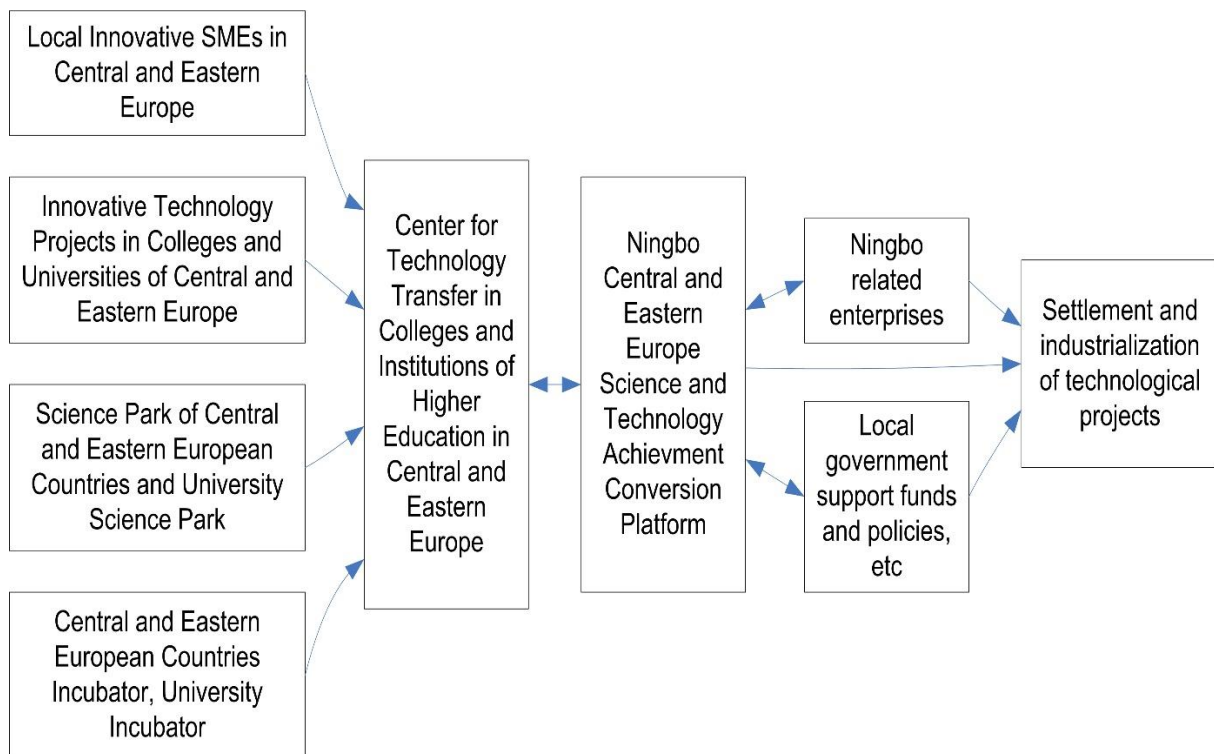 Local Innovative SMEs in
Central and Eastern
Europe
Innovative Technology
Projects in Colleges and
Universities of Central and
Eastern Europe
Science Park of Central
and Eastern European
Countries and University
Science Park
Central and Eastern
European Countries
Incubator, University
Incubator
Center for
Technology
Transfer in
Colleges and
Institutions of
Higher
Education in
Central and
Eastern
Europe
Ningbo
Central and
Eastern
Europe
Science and
Technology
Achievment
Conversion
Platform
Ningbo
related
enterprises
Local
government
support funds
and policies,
etc
Settlement and
industrialization
of technological
projects